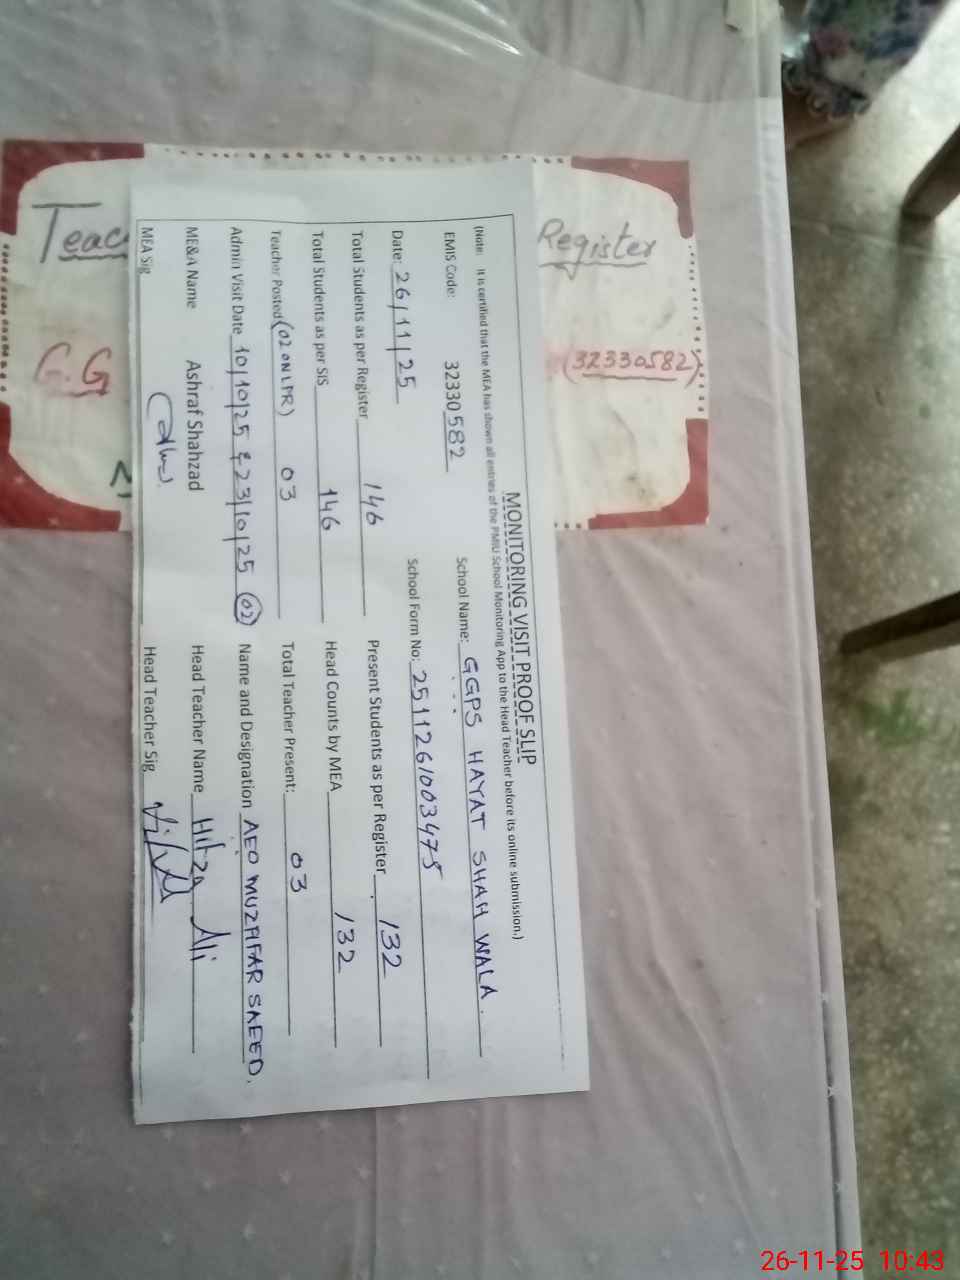 Teac Register
G.G (32330582)
MONITORING VISIT PROOF SLIP
(Note: It is certified that the MEA has shown all entries of the PMIU School Monitoring App to the Head Teacher before its online submission.)
EMIS Code: 32330582 School Name: GGPS HAYAT SHAH WALA.
Date: 26/11/25 School Form No: 251126/003475
Total Students as per Register 146 Present Students as per Register 132
Total Students as per SIS 146 Head Counts by MEA 132
Teacher Posted (02 ON LPR) 03 Total Teacher Present: 03
Admin Visit Date 10/10/25 & 23/10/25 02 Name and Designation AEO MUZAFFAR SAEED.
ME&A Name Ashraf Shahzad Head Teacher Name Hifza Ali
MEA Sig Head Teacher Sig
26-11-25 10:43